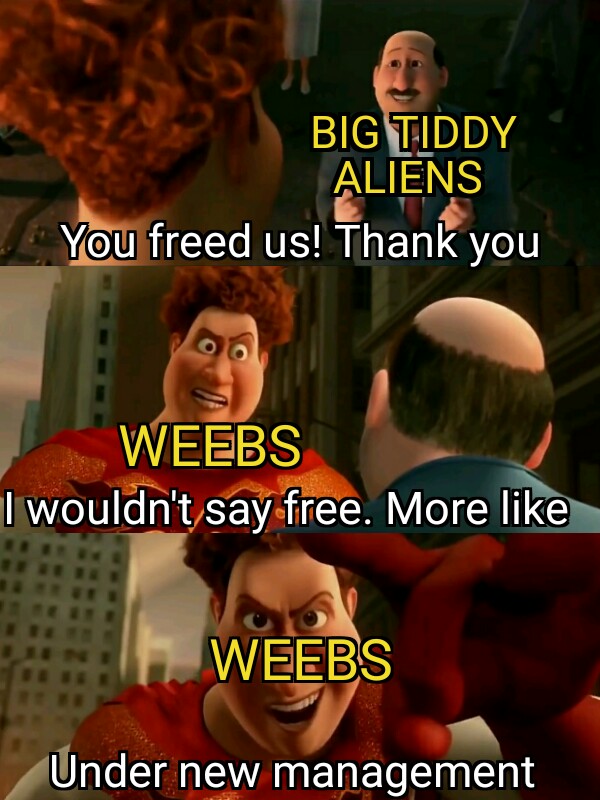 BIG TIDDY
ALIENS
You freed us! Thank you
WEEBS
I wouldn't say free. More like
WEEBS
Under new management